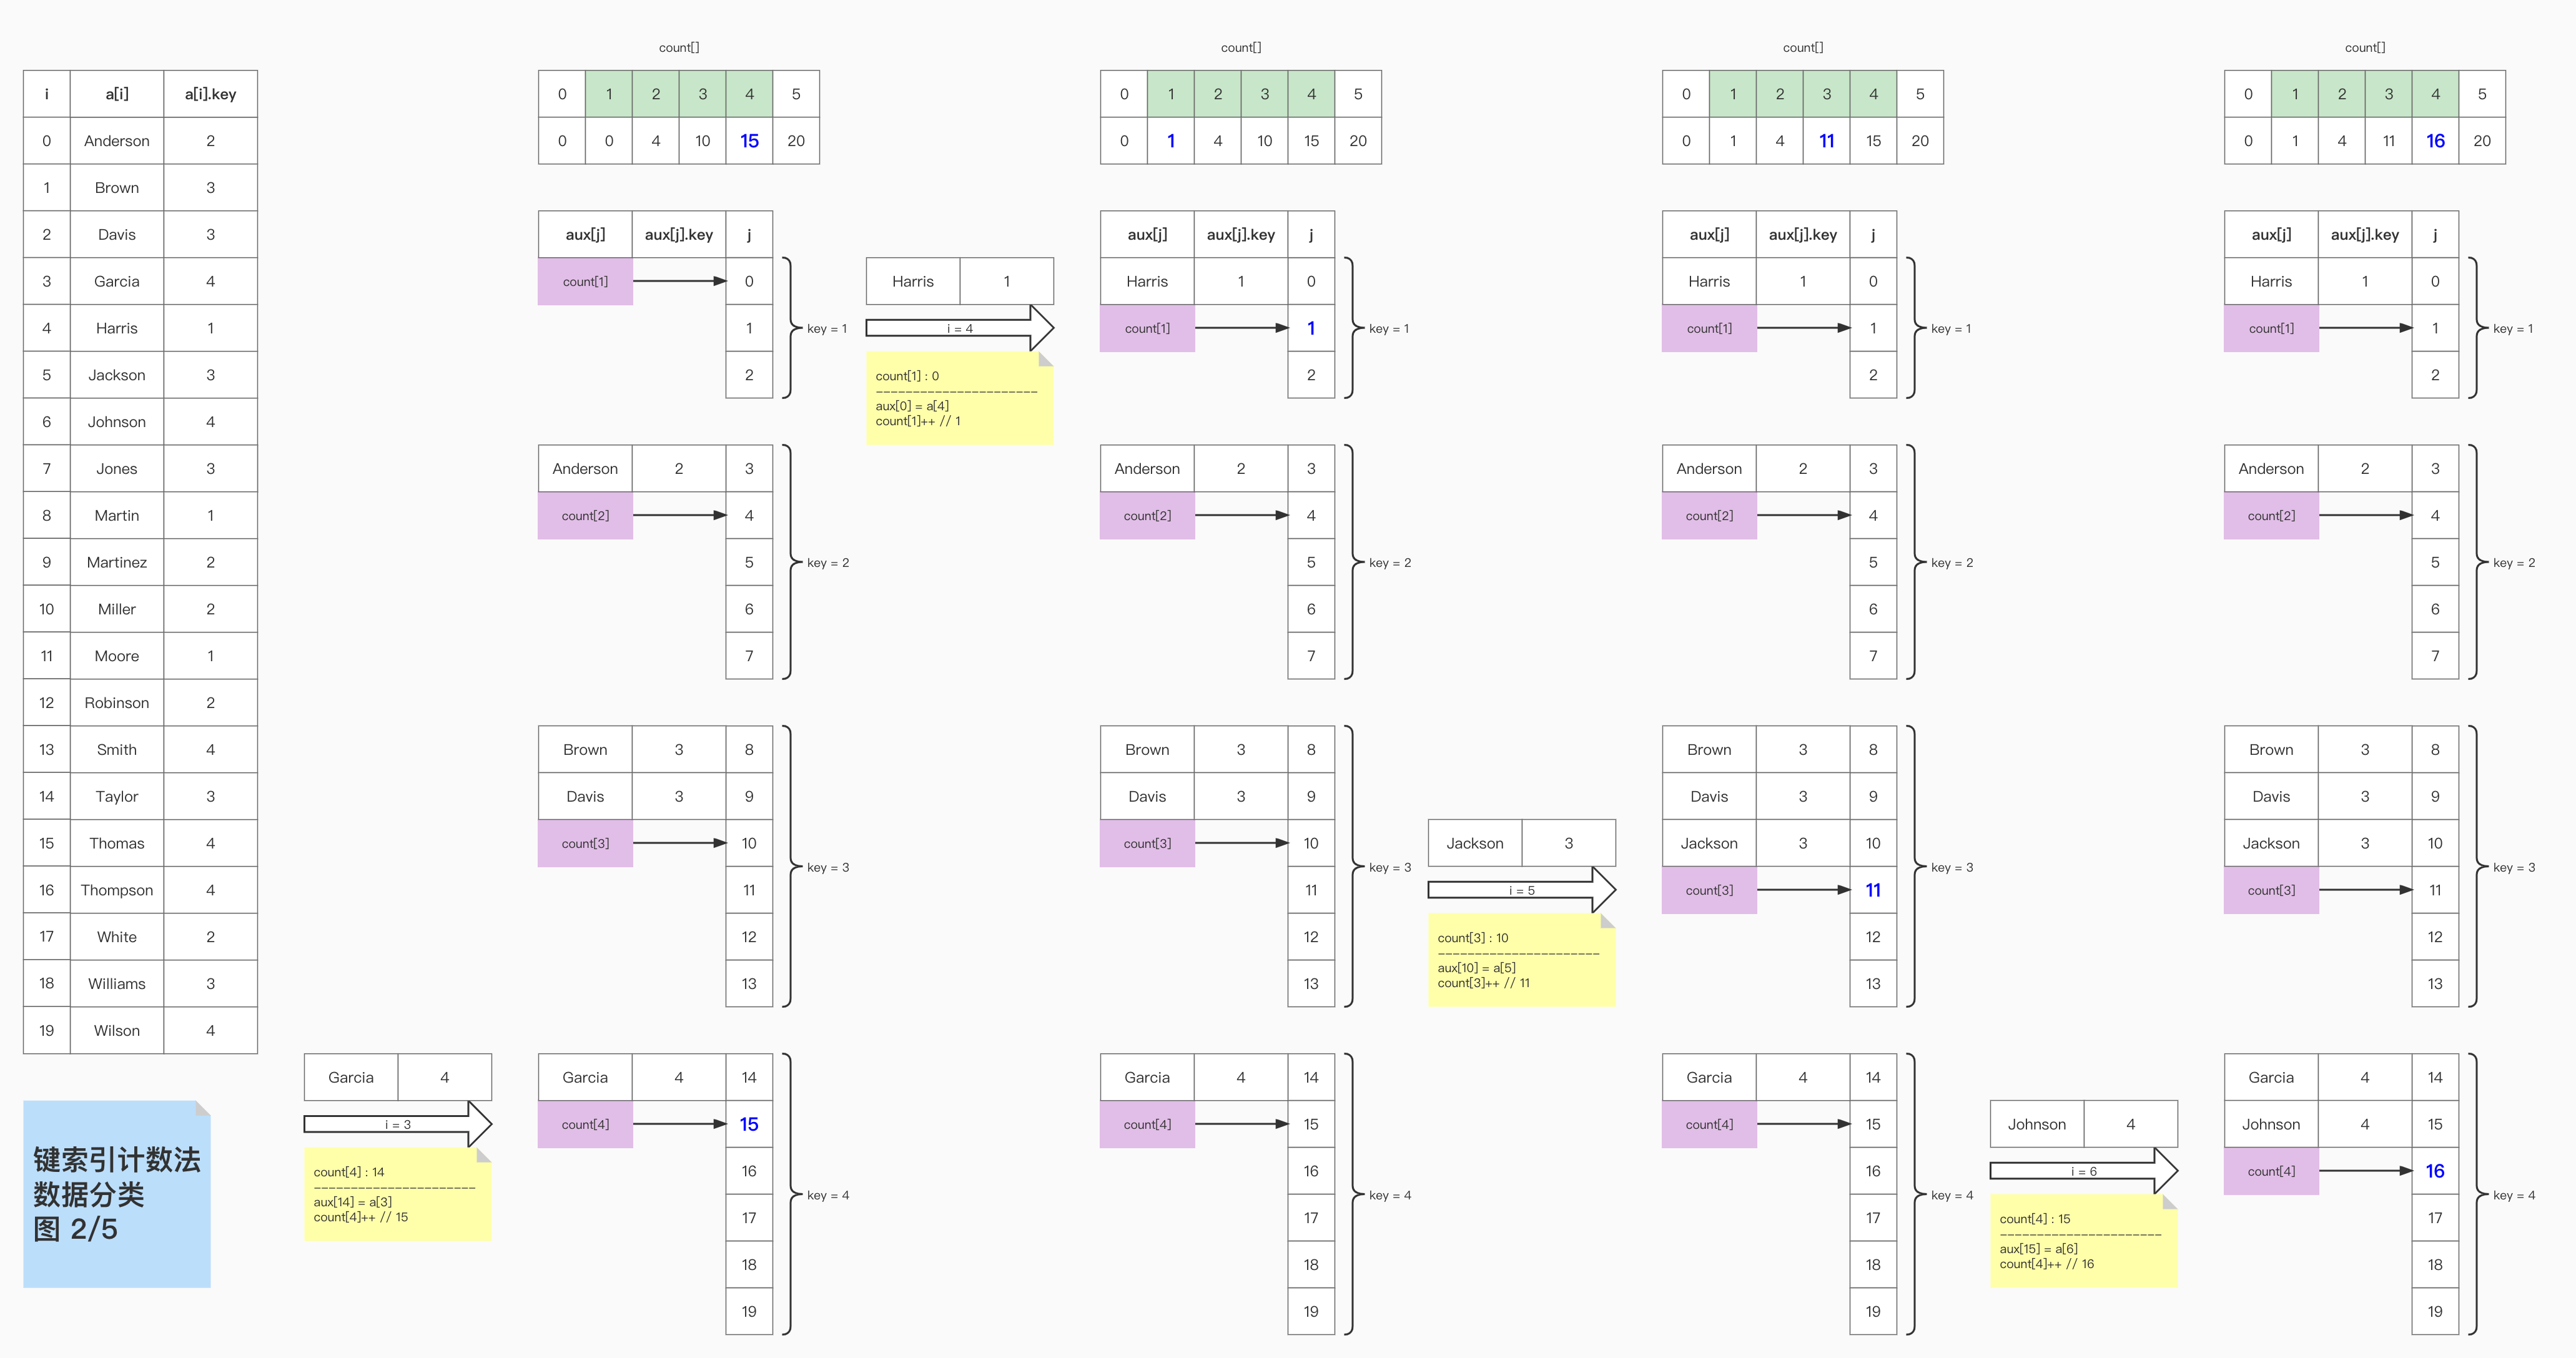 i a[i] a[i].key
0 Anderson 2
1 Brown 3
2 Davis 3
3 Garcia 4
4 Harris 1
5 Jackson 3
6 Johnson 4
7 Jones 3
8 Martin 1
9 Martinez 2
10 Miller 2
11 Moore 1
12 Robinson 2
13 Smith 4
14 Taylor 3
15 Thomas 4
16 Thompson 4
17 White 2
18 Williams 3
19 Wilson 4
键索引计数法
数据分类
图 2/5
Garcia 4
i = 3
count[4] : 14
----------------------
aux[14] = a[3]
count[4]++ // 15
count[]
0 1 2 3 4 5
0 0 4 10 15 20
aux[j] aux[j].key j
count[1] 0
1
2
key = 1
Anderson 2 3
count[2] 4
5
6
7
key = 2
Brown 3 8
Davis 3 9
count[3] 10
11
12
13
key = 3
Garcia 4 14
count[4] 15
16
17
18
19
key = 4
Harris 1
i = 4
count[1] : 0
----------------------
aux[0] = a[4]
count[1]++ // 1
count[]
0 1 2 3 4 5
0 1 4 10 15 20
aux[j] aux[j].key j
Harris 1 0
count[1] 1
2
key = 1
Anderson 2 3
count[2] 4
5
6
7
key = 2
Brown 3 8
Davis 3 9
count[3] 10
11
12
13
key = 3
Garcia 4 14
count[4] 15
16
17
18
19
key = 4
Jackson 3
i = 5
count[3] : 10
----------------------
aux[10] = a[5]
count[3]++ // 11
count[]
0 1 2 3 4 5
0 1 4 11 15 20
aux[j] aux[j].key j
Harris 1 0
count[1] 1
2
key = 1
Anderson 2 3
count[2] 4
5
6
7
key = 2
Brown 3 8
Davis 3 9
Jackson 3 10
count[3] 11
12
13
key = 3
Garcia 4 14
count[4] 15
16
17
18
19
key = 4
Johnson 4
i = 6
count[4] : 15
----------------------
aux[15] = a[6]
count[4]++ // 16
count[]
0 1 2 3 4 5
0 1 4 11 16 20
aux[j] aux[j].key j
Harris 1 0
count[1] 1
2
key = 1
Anderson 2 3
count[2] 4
5
6
7
key = 2
Brown 3 8
Davis 3 9
Jackson 3 10
count[3] 11
12
13
key = 3
Garcia 4 14
Johnson 4 15
count[4] 16
17
18
19
key = 4